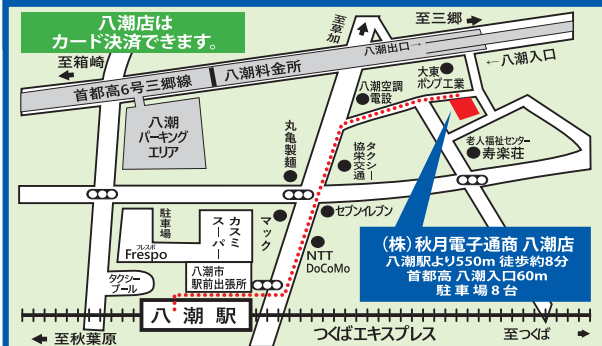 八潮店は
カード決済できます。
至草加
至三郷
八潮出口→
←八潮入口
至箱崎
首都高6号三郷線
八潮料金所
八潮空調
電設
大東
ポンプ工業
八潮
パーキング
エリア
丸亀製麺
タクシー
協栄交通
老人福祉センター
寿楽荘
駐車場
カスミ
スーパー
マック
セブンイレブン
フレスポ
Frespo
NTT
DoCoMo
タクシー
プール
八潮市
駅前出張所
(株)秋月電子通商 八潮店
八潮駅より550m 徒歩約8分
首都高 八潮入口60m
駐車場8台
八潮駅
つくばエキスプレス
至秋葉原
至つくば